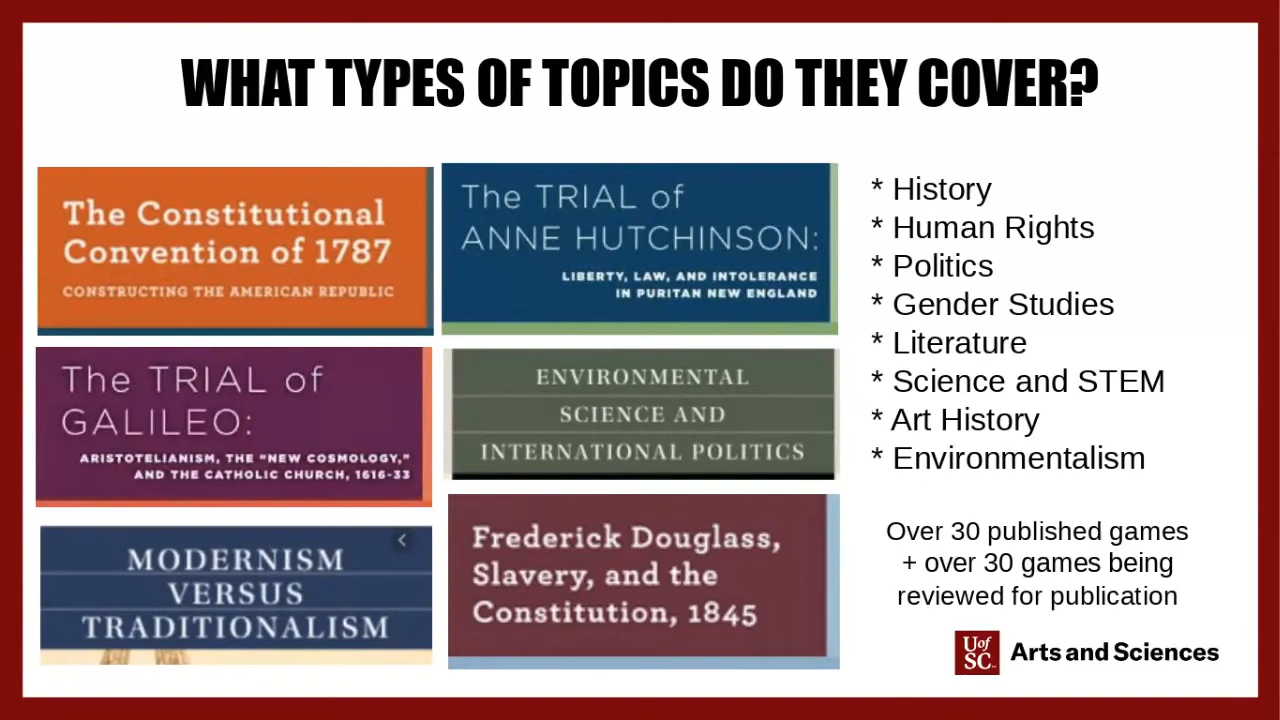 WHAT TYPES OF TOPICS DO THEY COVER?
The Constitutional
Convention of 1787
CONSTRUCTING THE AMERICAN REPUBLIC
The TRIAL of
ANNE HUTCHINSON:
LIBERTY, LAW, AND INTOLERANCE
IN PURITAN NEW ENGLAND
The TRIAL of
GALILEO:
ARISTOTELIANISM, THE "NEW COSMOLOGY,"
AND THE CATHOLIC CHURCH, 1616-33
ENVIRONMENTAL
SCIENCE AND
INTERNATIONAL POLITICS
MODERNISM
VERSUS
TRADITIONALISM
Frederick Douglass,
Slavery, and the
Constitution, 1845
* History
* Human Rights
* Politics
* Gender Studies
* Literature
* Science and STEM
* Art History
* Environmentalism
Over 30 published games
+ over 30 games being
reviewed for publication
UofSC Arts and Sciences